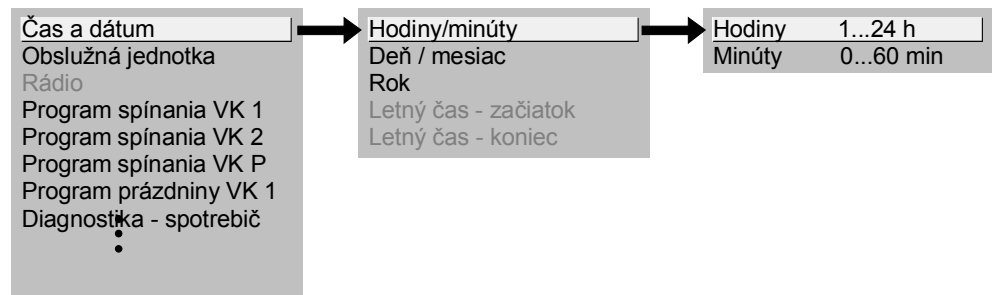 Čas a dátum
Obslužná jednotka
Rádio
Program spínania VK 1
Program spínania VK 2
Program spínania VK P
Program prázdniny VK 1
Diagnostika - spotrebič
Hodiny/minúty
Deň / mesiac
Rok
Letný čas - začiatok
Letný čas - koniec
Hodiny 1...24 h
Minúty 0...60 min